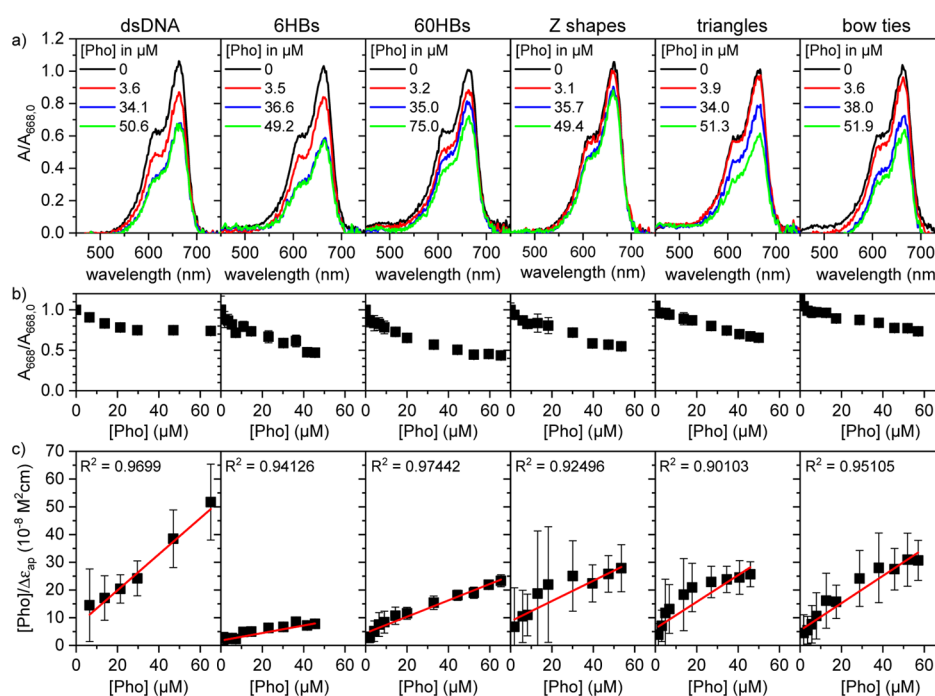 dsDNA 6HBs 60HBs Z shapes triangles bow ties
a)
[Pho] in µM [Pho] in µM [Pho] in µM [Pho] in µM [Pho] in µM [Pho] in µM
0 0 0 0 0 0
3.6 3.5 3.2 3.1 3.9 3.6
34.1 36.6 35.0 35.7 34.0 38.0
50.6 49.2 75.0 49.4 51.3 51.9
A/A668,0
1.2
1.0
0.8
0.6
0.4
0.2
0.0
500 600 700 500 600 700 500 600 700 500 600 700 500 600 700 500 600 700
wavelength (nm) wavelength (nm) wavelength (nm) wavelength (nm) wavelength (nm) wavelength (nm)
b)
A668/A668,0
1.0
0.5
0.0
0 20 40 60 0 20 40 60 0 20 40 60 0 20 40 60 0 20 40 60 0 20 40 60
[Pho] (µM) [Pho] (µM) [Pho] (µM) [Pho] (µM) [Pho] (µM) [Pho] (µM)
c)
[Pho]/Δεap (10-8 M2cm)
70
60
50
40
30
20
10
0
R2 = 0.9699 R2 = 0.94126 R2 = 0.97442 R2 = 0.92496 R2 = 0.90103 R2 = 0.95105
0 20 40 60 0 20 40 60 0 20 40 60 0 20 40 60 0 20 40 60 0 20 40 60
[Pho] (µM) [Pho] (µM) [Pho] (µM) [Pho] (µM) [Pho] (µM) [Pho] (µM)